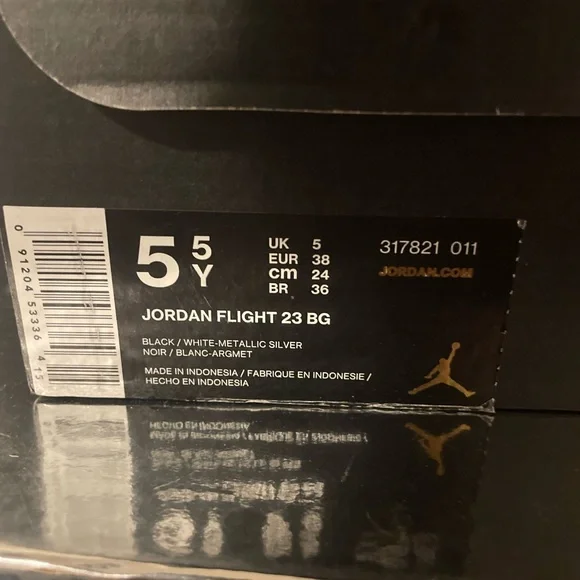 0 91204 53336 4 15
5 5 Y
UK 5
EUR 38
cm 24
BR 36
317821 011
JORDAN.COM
JORDAN FLIGHT 23 BG
BLACK / WHITE-METALLIC SILVER
NOIR / BLANC-ARGMET
MADE IN INDONESIA / FABRIQUE EN INDONESIE /
HECHO EN INDONESIA